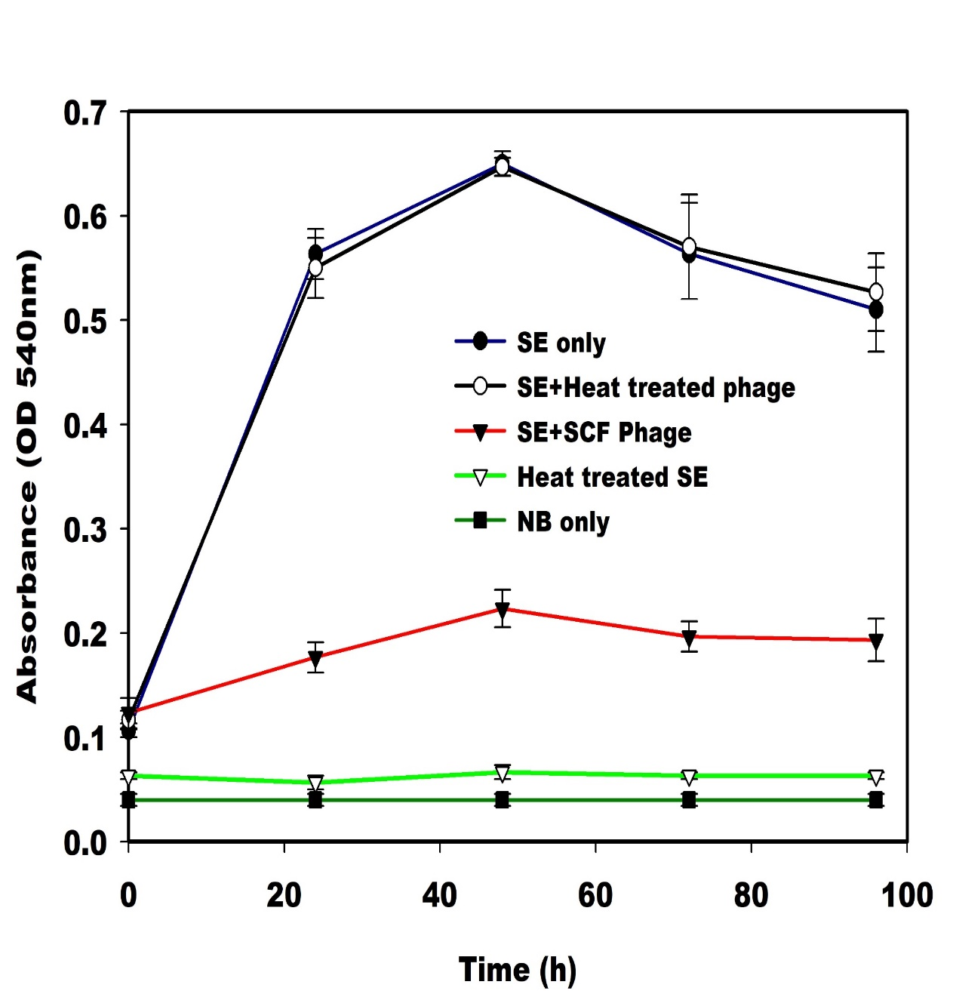 0.7
0.6
0.5
0.4
0.3
0.2
0.1
0.0
Absorbance (OD 540nm)
SE only
SE+Heat treated phage
SE+SCF Phage
Heat treated SE
NB only
0 20 40 60 80 100
Time (h)